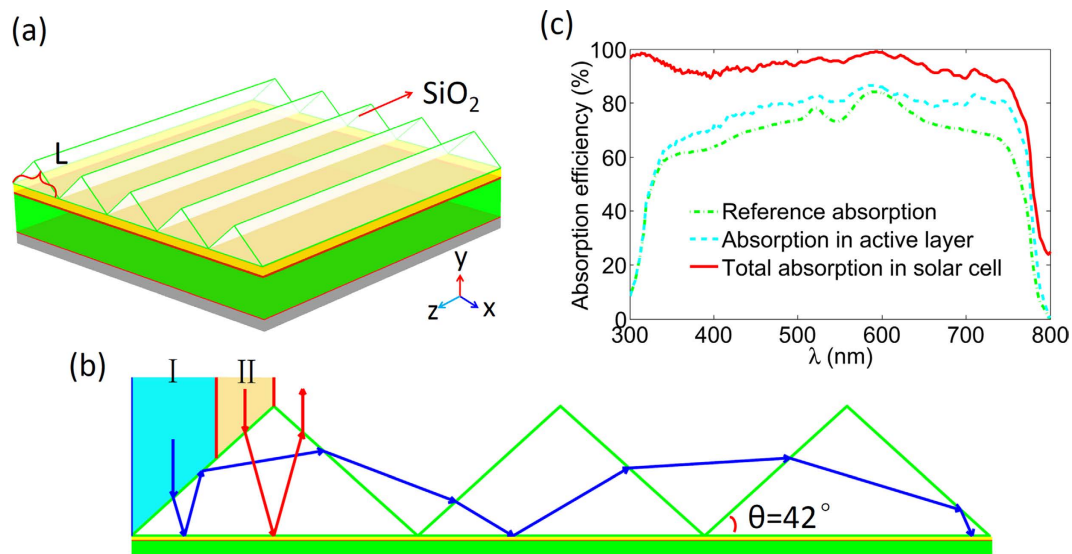 (a)
SiO₂
L
y
z
x
(c)
Absorption efficiency (%)
100
80
60
40
20
0
Reference absorption
Absorption in active layer
Total absorption in solar cell
300 400 500 600 700 800
λ (nm)
(b)
I II
θ=42°